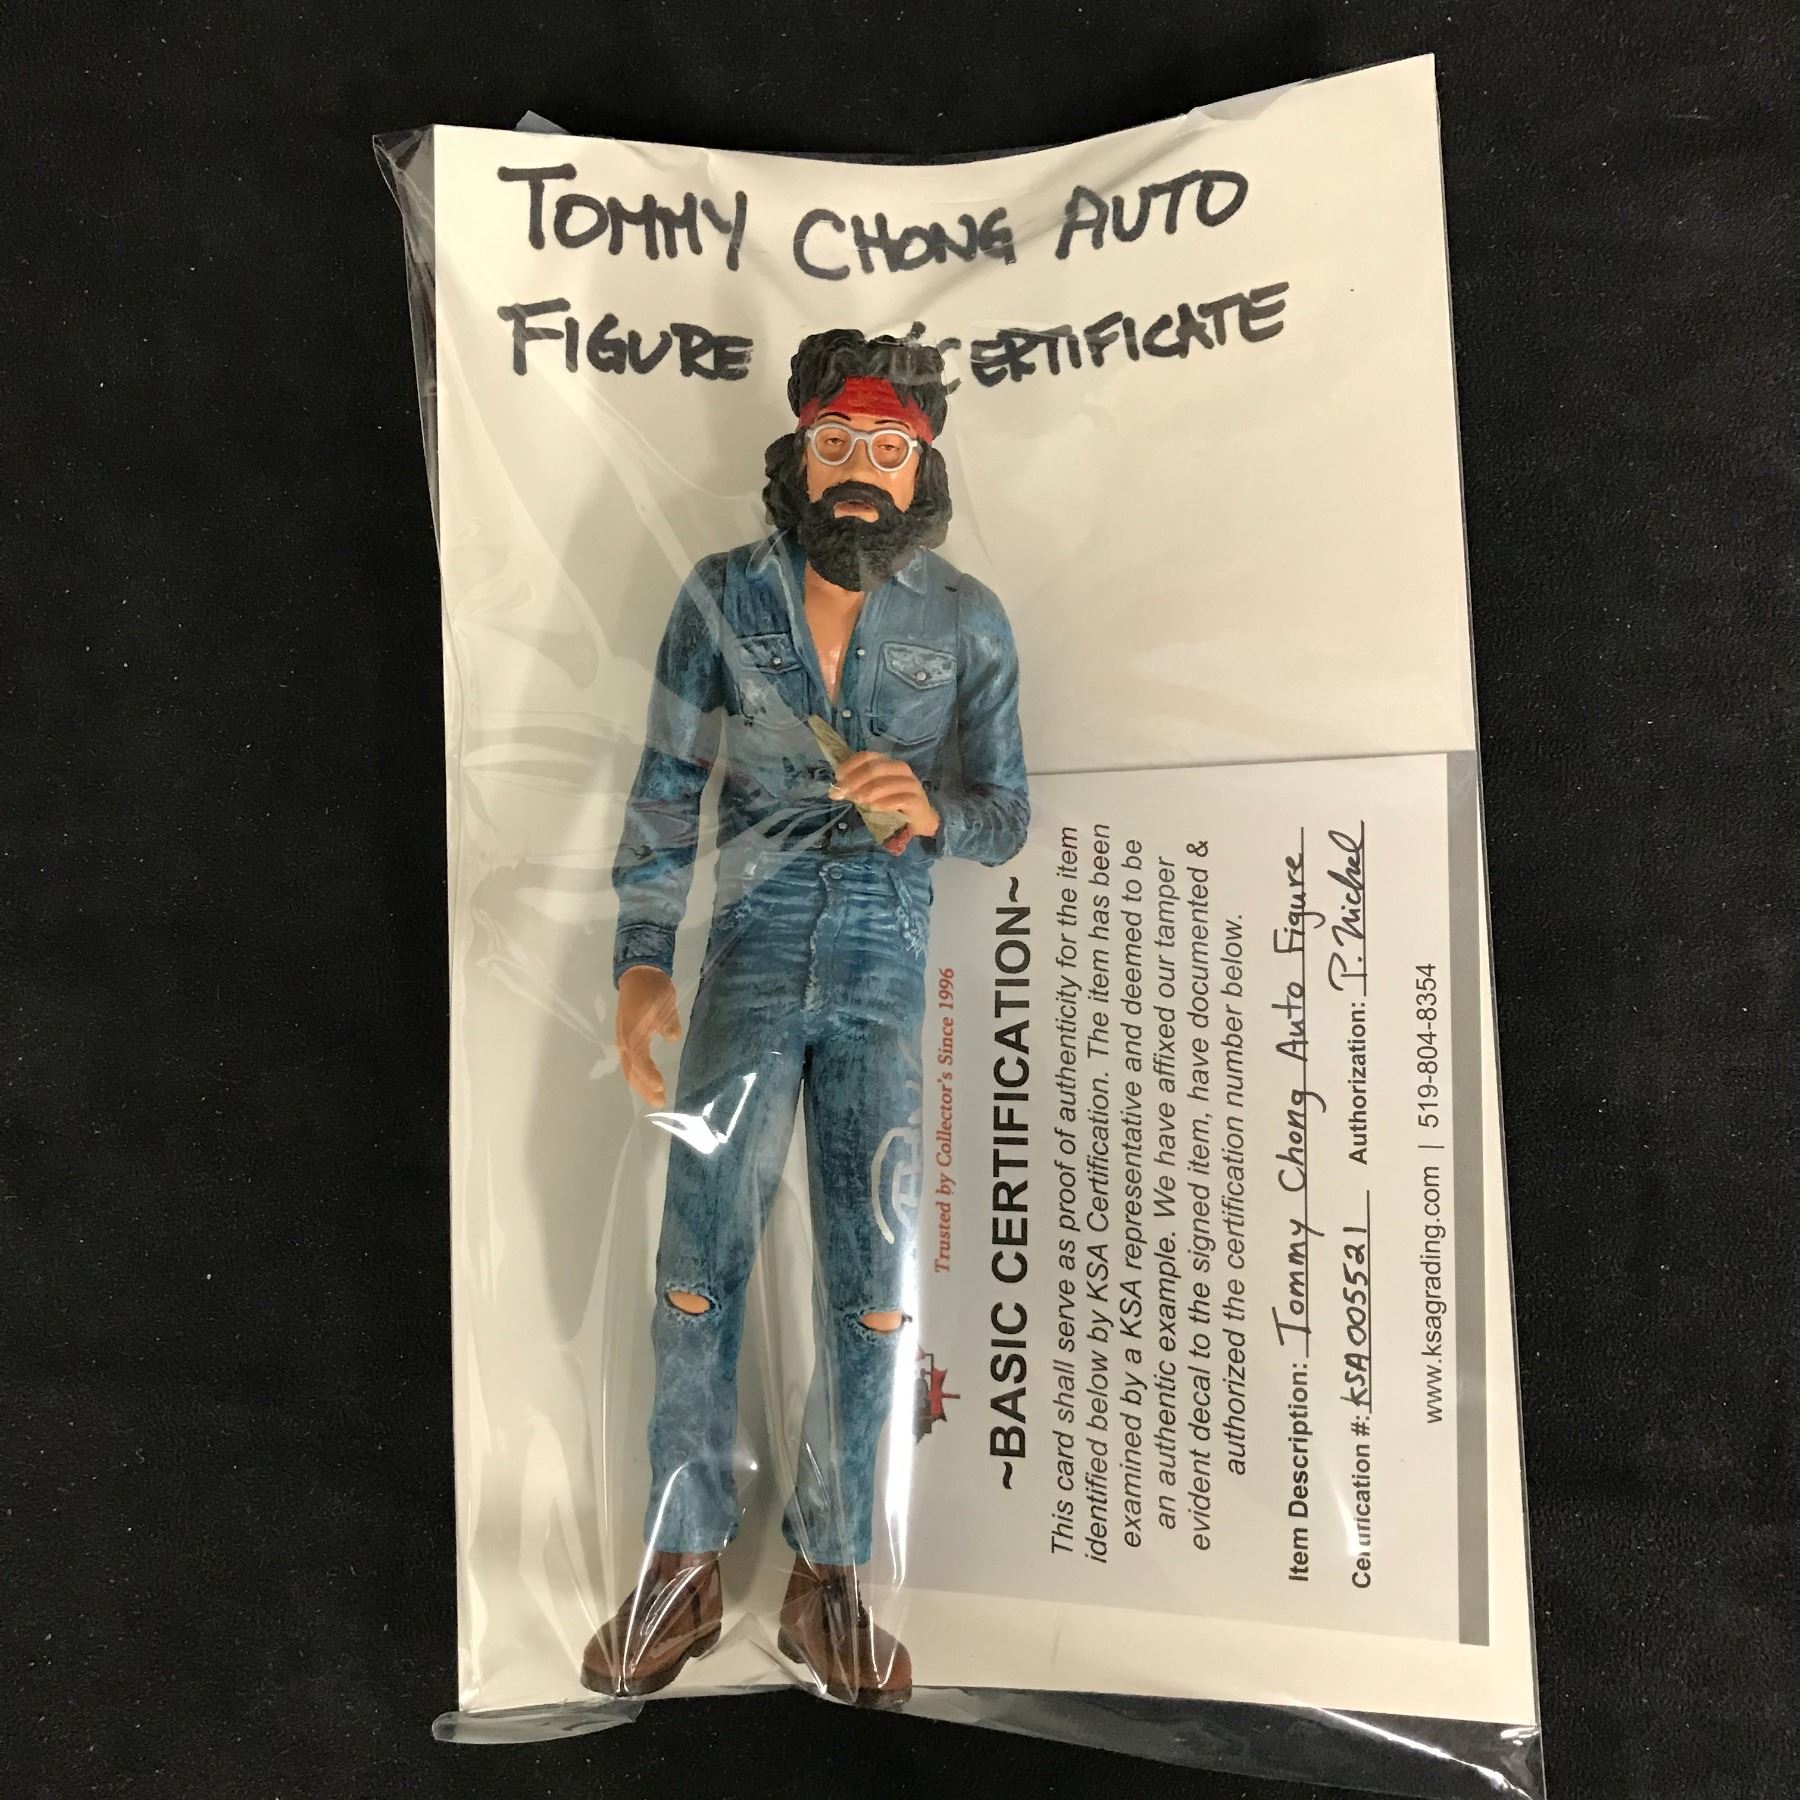 TOMMY CHONG AUTO
FIGURE CERTIFICATE
Trusted by Collector's Since 1996
~BASIC CERTIFICATION~
This card shall serve as proof of authenticity for the item
identified below by KSA Certification. The item has been
examined by a KSA representative and deemed to be
an authentic example. We have affixed our tamper
evident decal to the signed item, have documented &
authorized the certification number below.
Item Description: Tommy Chong Auto Figure
Certification #: KSA005521 Authorization: P. Michel
www.ksagrading.com | 519-804-8354